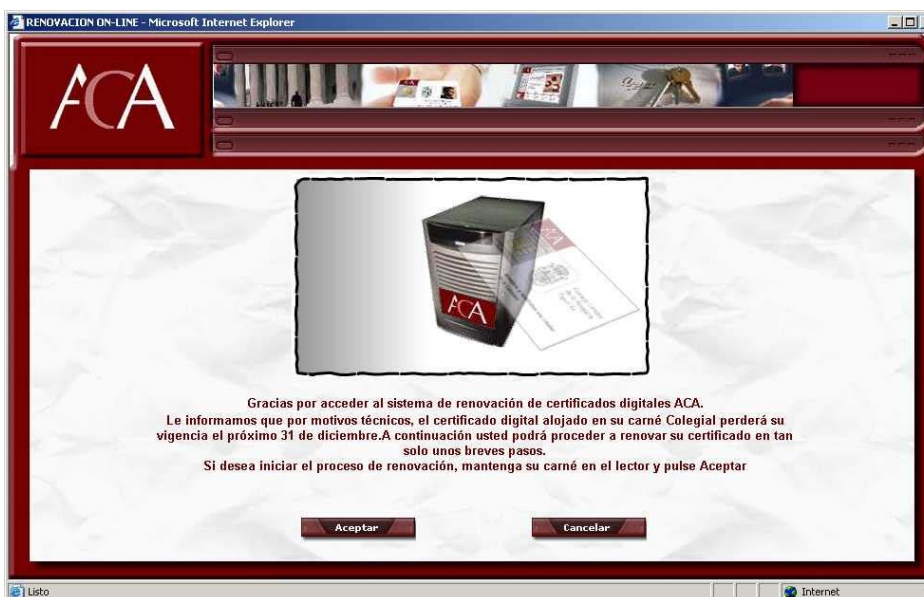 RENOVACION ON-LINE - Microsoft Internet Explorer
ACA
ACA
ACA
Gracias por acceder al sistema de renovación de certificados digitales ACA.
Le informamos que por motivos técnicos, el certificado digital alojado en su carné Colegial perderá su
vigencia el próximo 31 de diciembre.A continuación usted podrá proceder a renovar su certificado en tan
solo unos breves pasos.
Si desea iniciar el proceso de renovación, mantenga su carné en el lector y pulse Aceptar
Aceptar
Cancelar
Listo
Internet